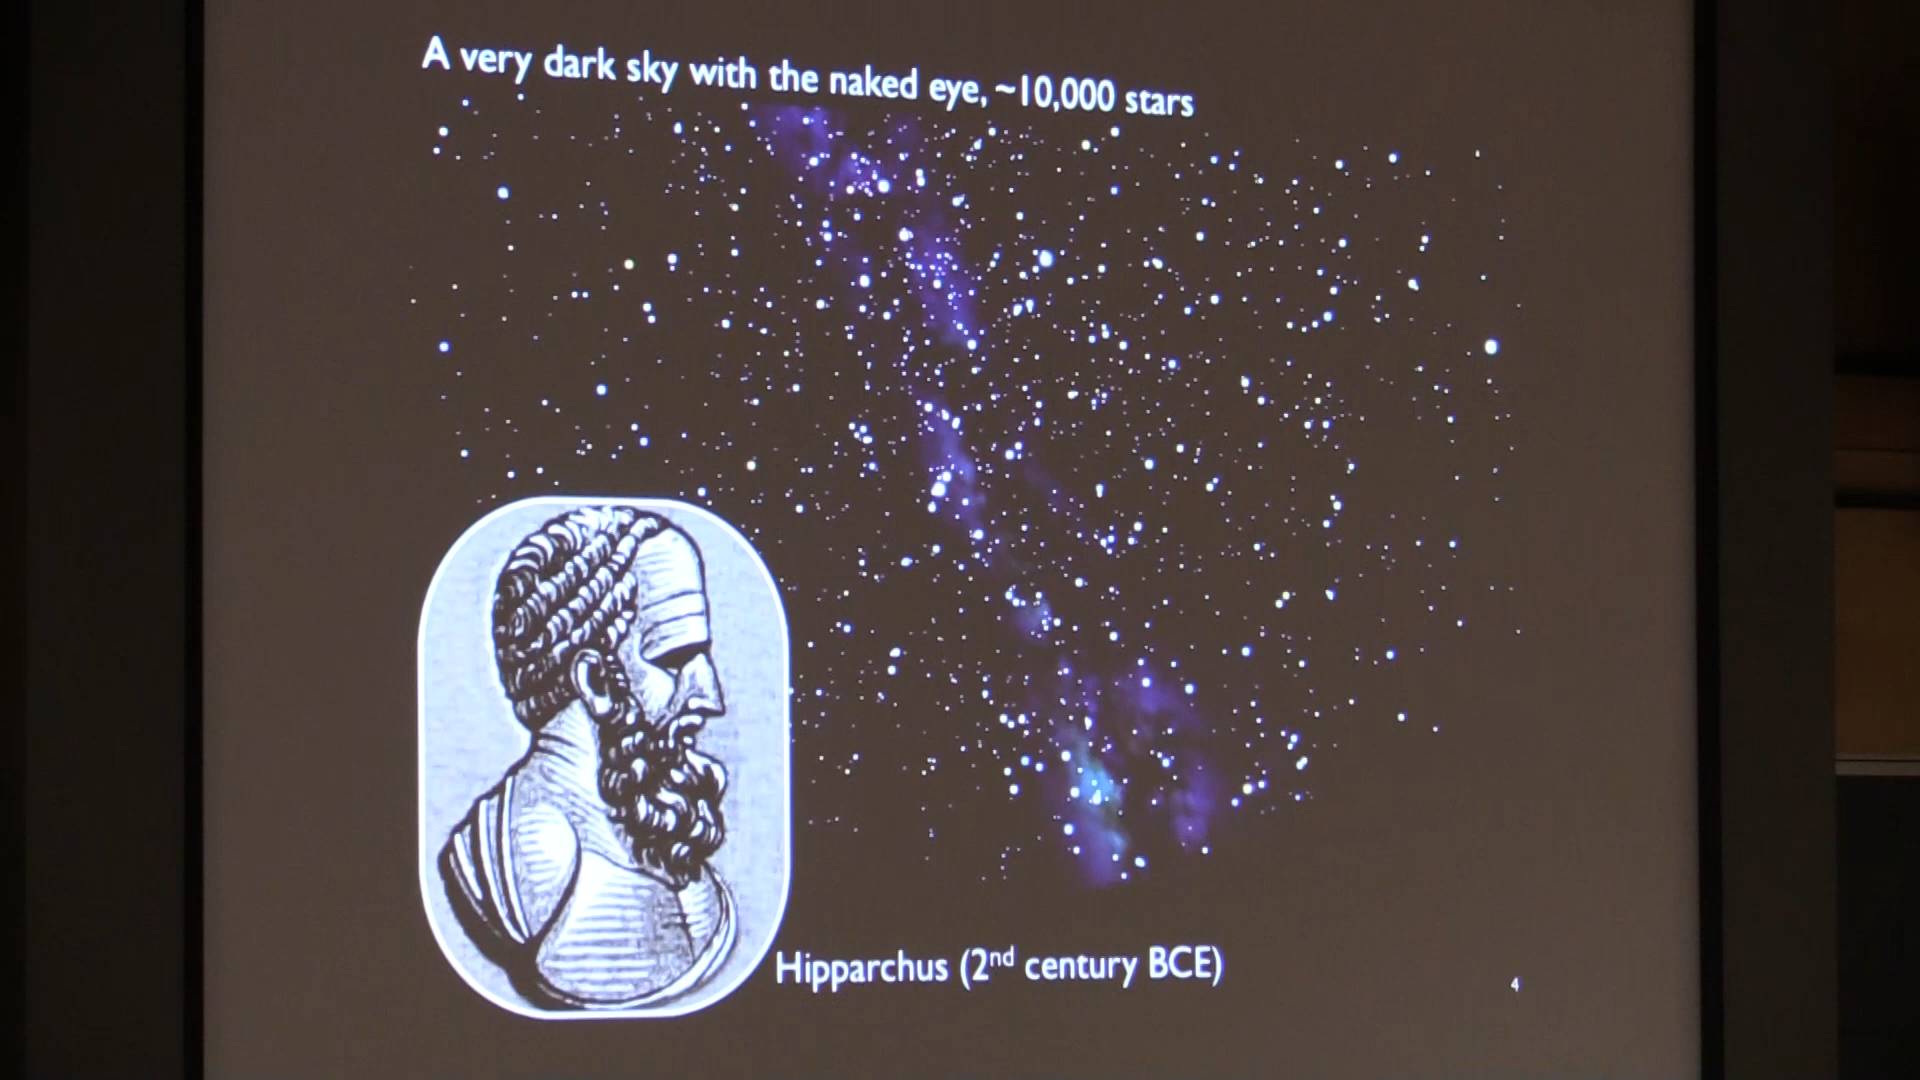 A very dark sky with the naked eye, ~10,000 stars
Hipparchus (2nd century BCE)
4